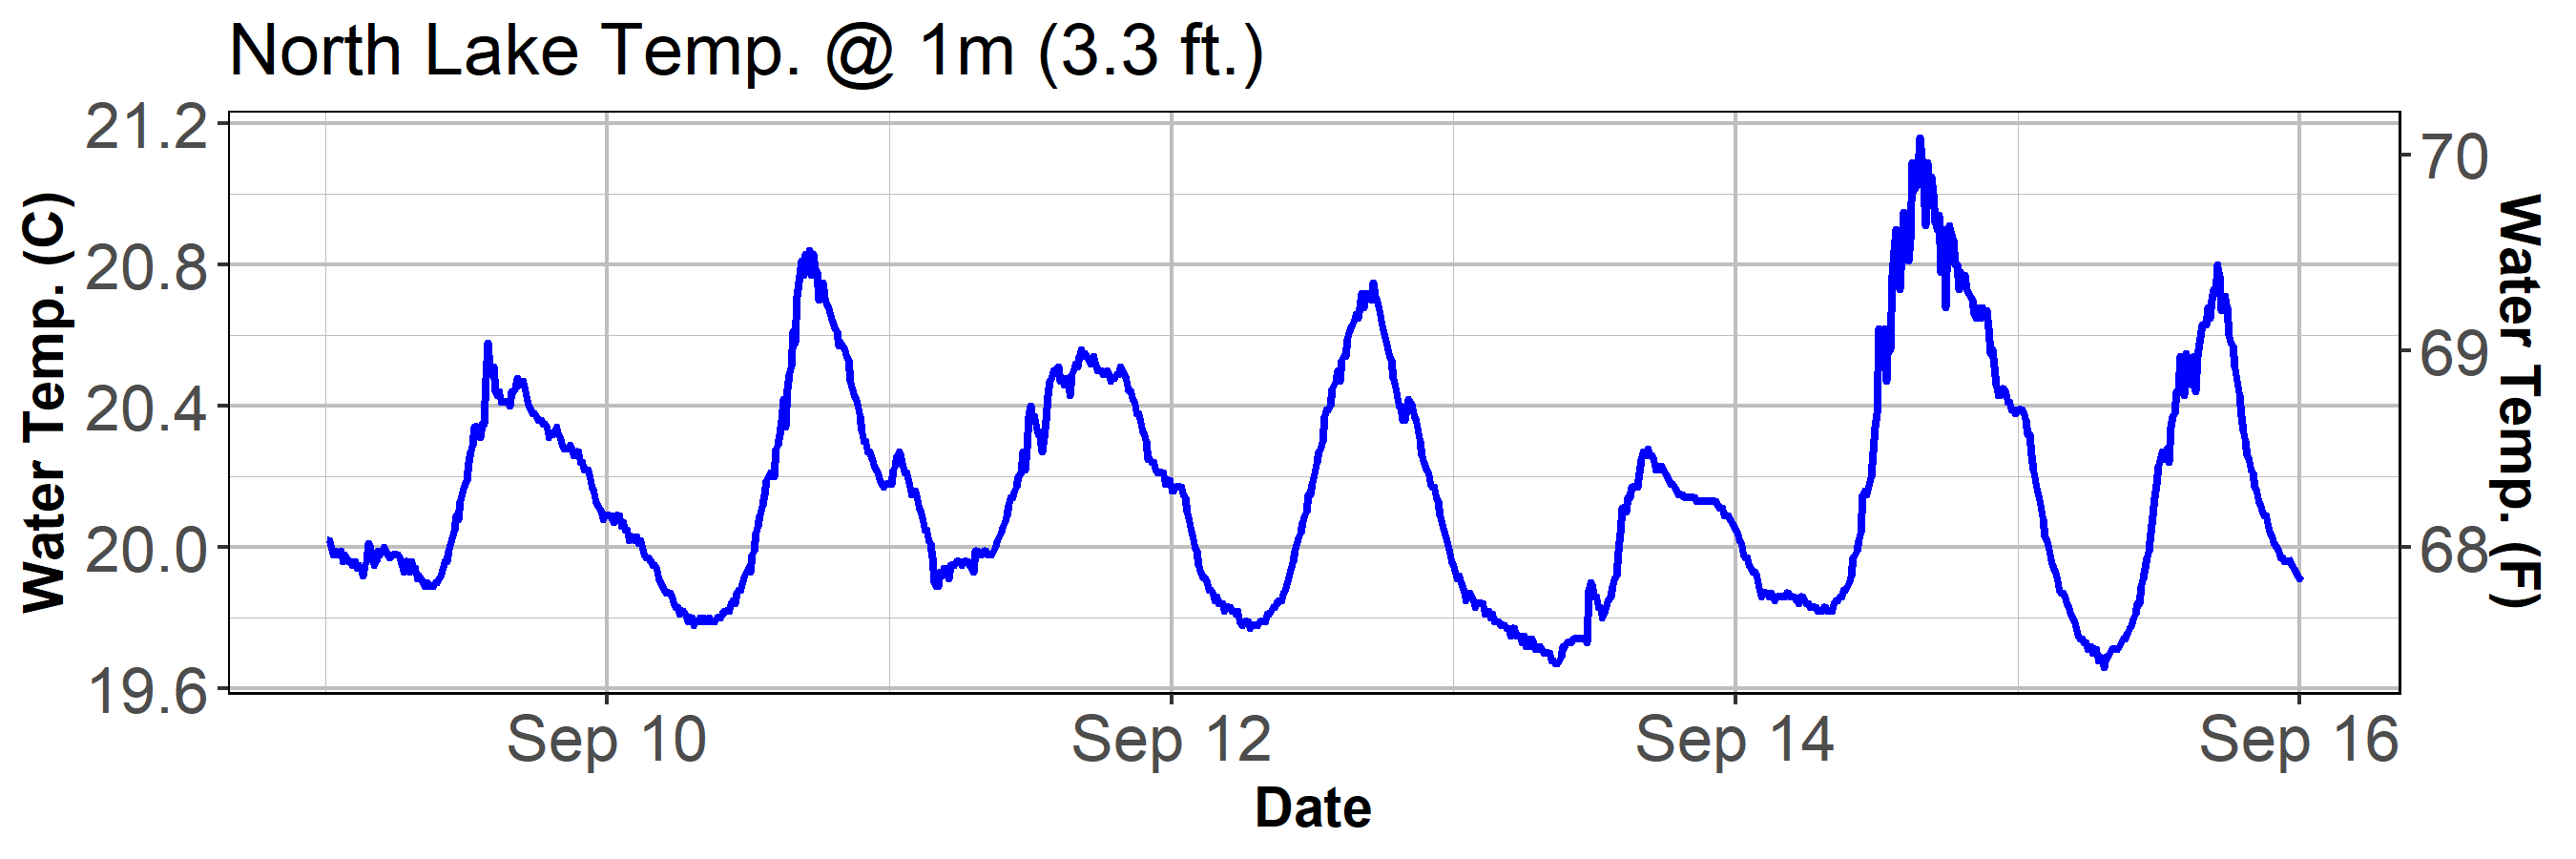 North Lake Temp. @ 1m (3.3 ft.)
Water Temp. (C)
21.2
20.8
20.4
20.0
19.6
70
69
68
Water Temp. (F)
Sep 10 Sep 12 Sep 14 Sep 16
Date